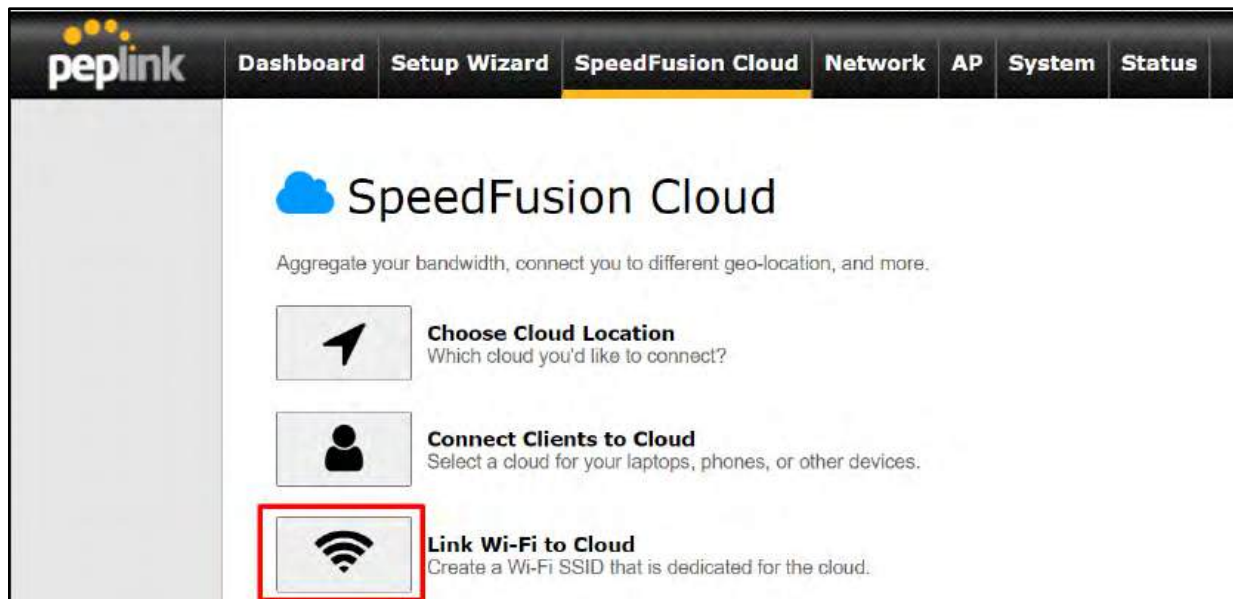 peplink
Dashboard Setup Wizard SpeedFusion Cloud Network AP System Status
SpeedFusion Cloud
Aggregate your bandwidth, connect you to different geo-location, and more.
Choose Cloud Location
Which cloud you'd like to connect?
Connect Clients to Cloud
Select a cloud for your laptops, phones, or other devices.
Link Wi-Fi to Cloud
Create a Wi-Fi SSID that is dedicated for the cloud.